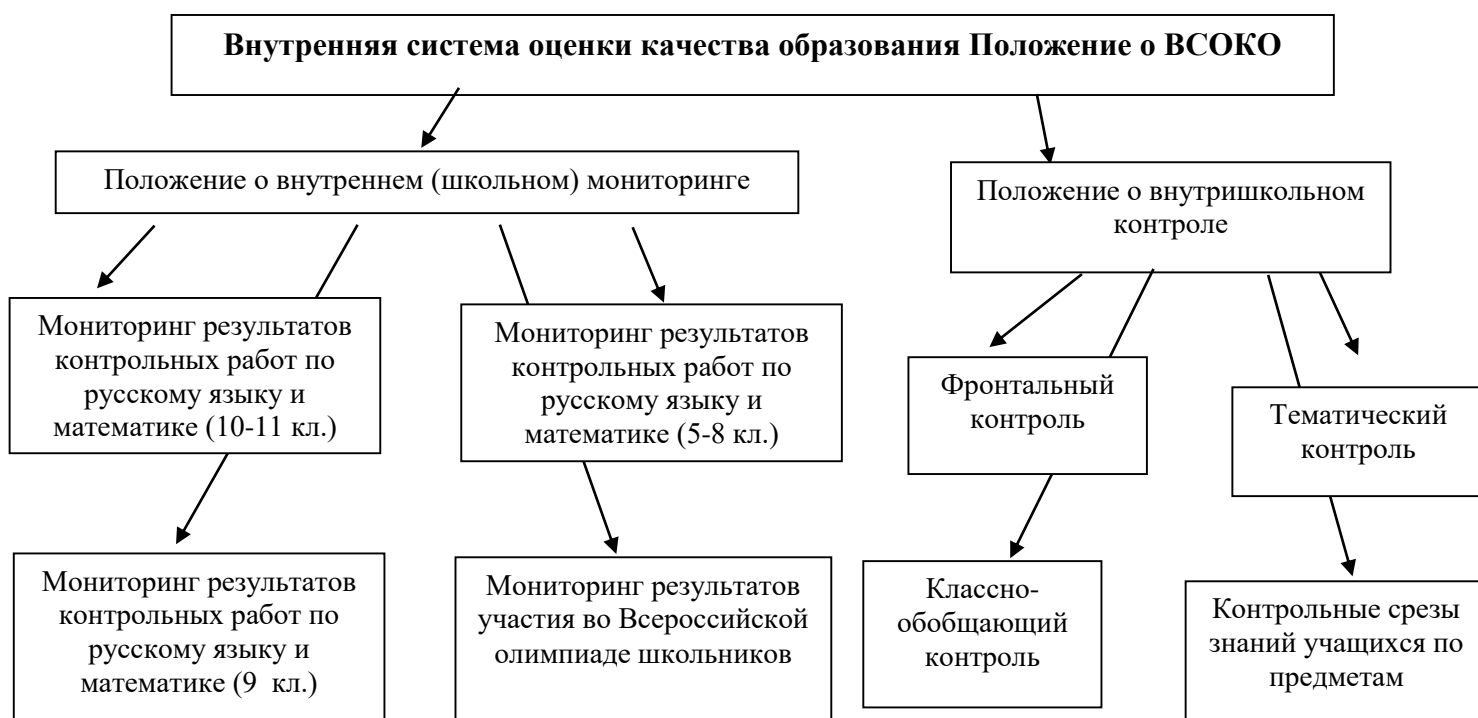 Внутренняя система оценки качества образования Положение о ВСОКО
Положение о внутреннем (школьном) мониторинге
Положение о внутришкольном
контроле
Мониторинг результатов
контрольных работ по
русскому языку и
математике (10-11 кл.)
Мониторинг результатов
контрольных работ по
русскому языку и
математике (5-8 кл.)
Фронтальный
контроль
Тематический
контроль
Мониторинг результатов
контрольных работ по
русскому языку и
математике (9 кл.)
Мониторинг результатов
участия во Всероссийской
олимпиаде школьников
Классно-
обобщающий
контроль
Контрольные срезы
знаний учащихся по
предметам